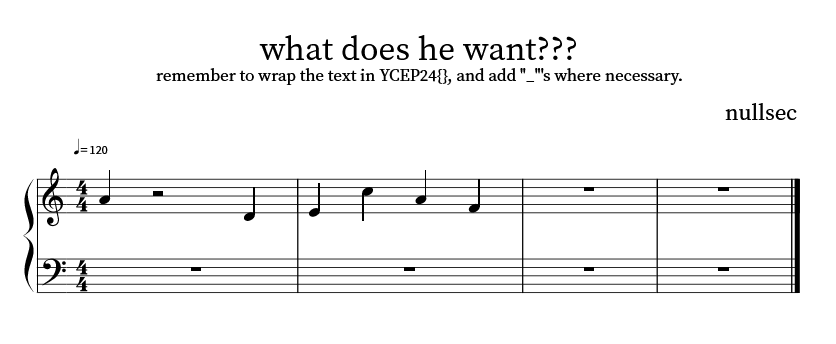 what does he want???
remember to wrap the text in YCEP24{}, and add "_"'s where necessary.
nullsec
♩=120
4
4
4
4